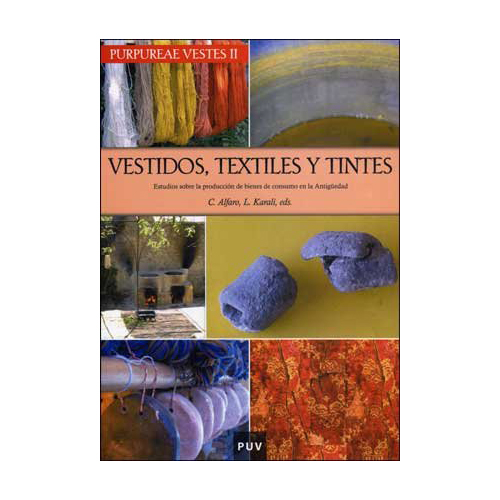 PURPUREAE VESTES II
VESTIDOS, TEXTILES Y TINTES
Estudios sobre la producción de bienes de consumo en la Antigüedad
C. Alfaro, L. Karali, eds.
PUV